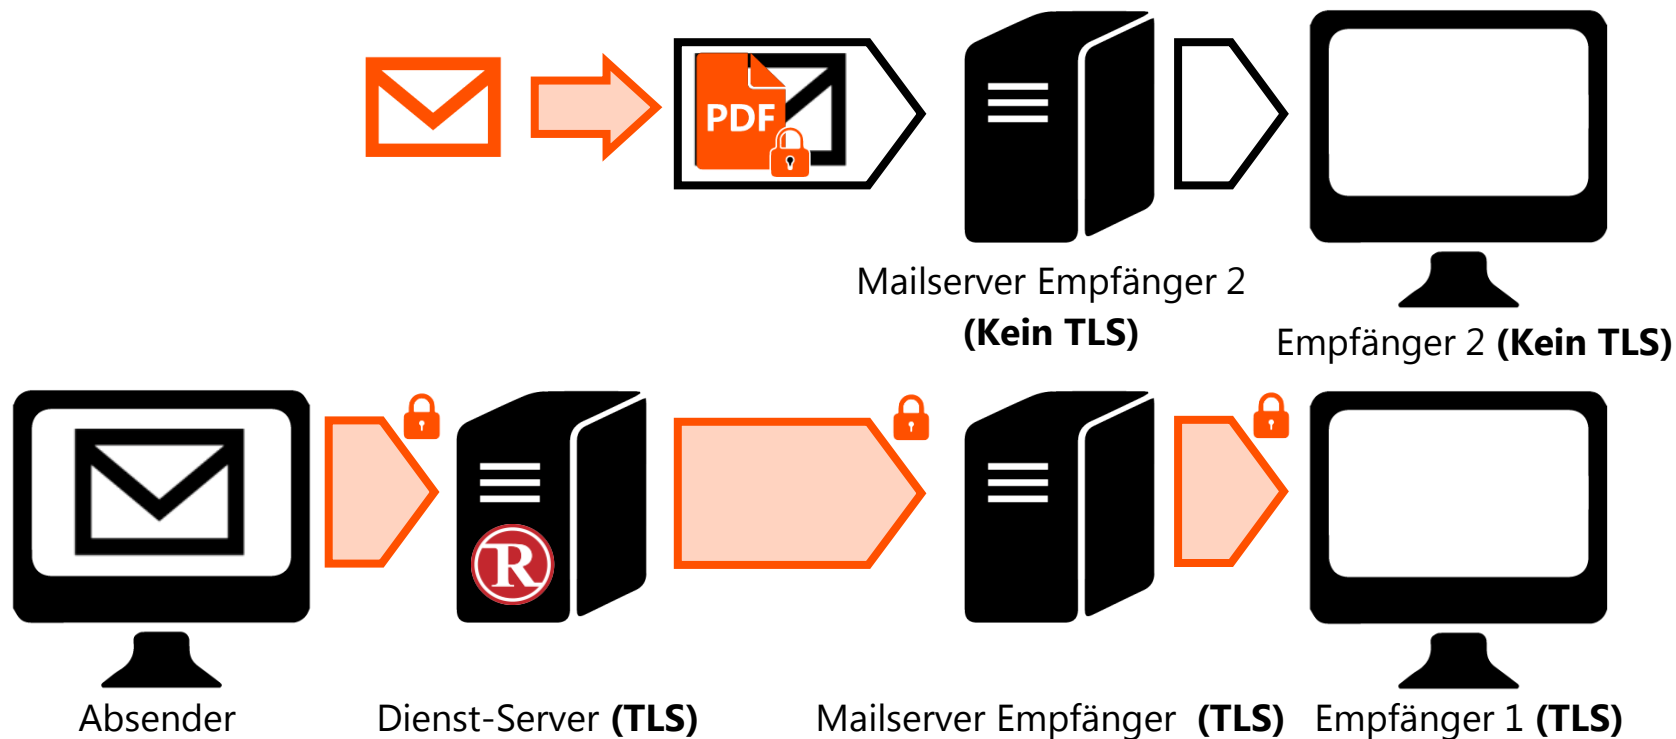 PDF
Mailserver Empfänger 2
(Kein TLS)
Empfänger 2 (Kein TLS)
R
Absender
Dienst-Server (TLS)
Mailserver Empfänger (TLS)
Empfänger 1 (TLS)